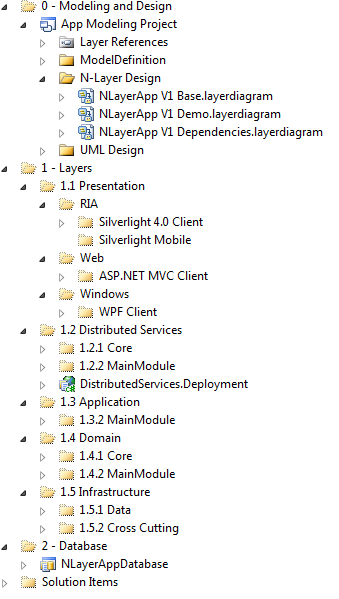 0 - Modeling and Design
App Modeling Project
Layer References
ModelDefinition
N-Layer Design
NLayerApp V1 Base.layerdiagram
NLayerApp V1 Demo.layerdiagram
NLayerApp V1 Dependencies.layerdiagram
UML Design
1 - Layers
1.1 Presentation
RIA
Silverlight 4.0 Client
Silverlight Mobile
Web
ASP.NET MVC Client
Windows
WPF Client
1.2 Distributed Services
1.2.1 Core
1.2.2 MainModule
DistributedServices.Deployment
1.3 Application
1.3.2 MainModule
1.4 Domain
1.4.1 Core
1.4.2 MainModule
1.5 Infrastructure
1.5.1 Data
1.5.2 Cross Cutting
2 - Database
NLayerAppDatabase
Solution Items